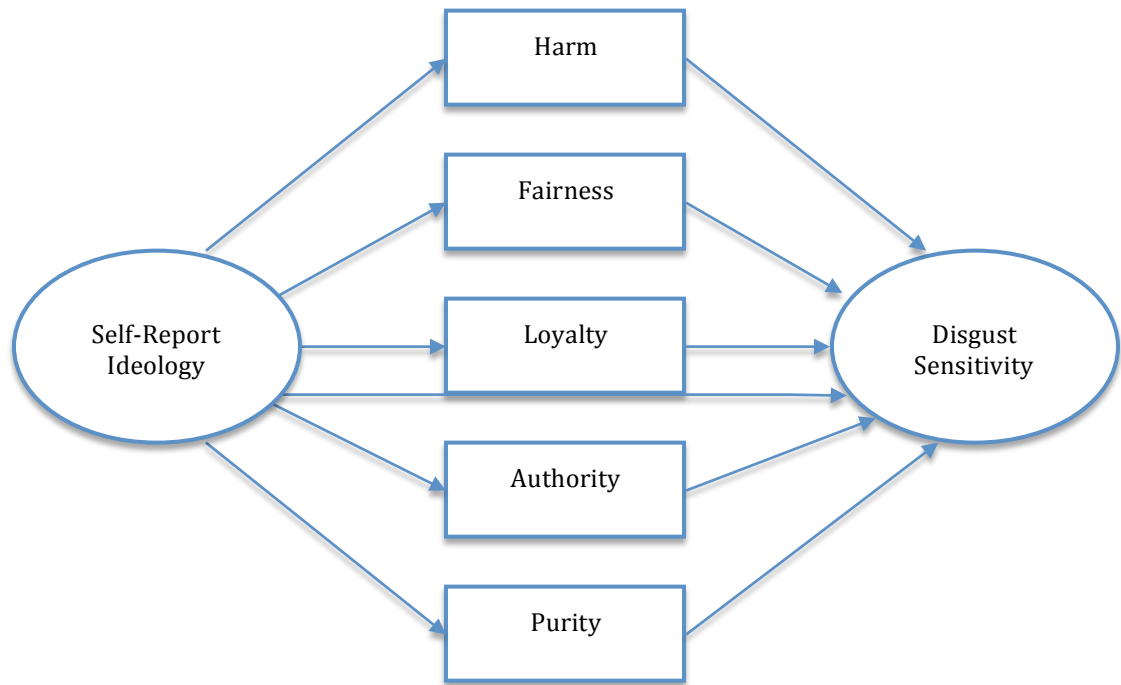 Harm
Fairness
Self-Report
Ideology
Loyalty
Disgust
Sensitivity
Authority
Purity